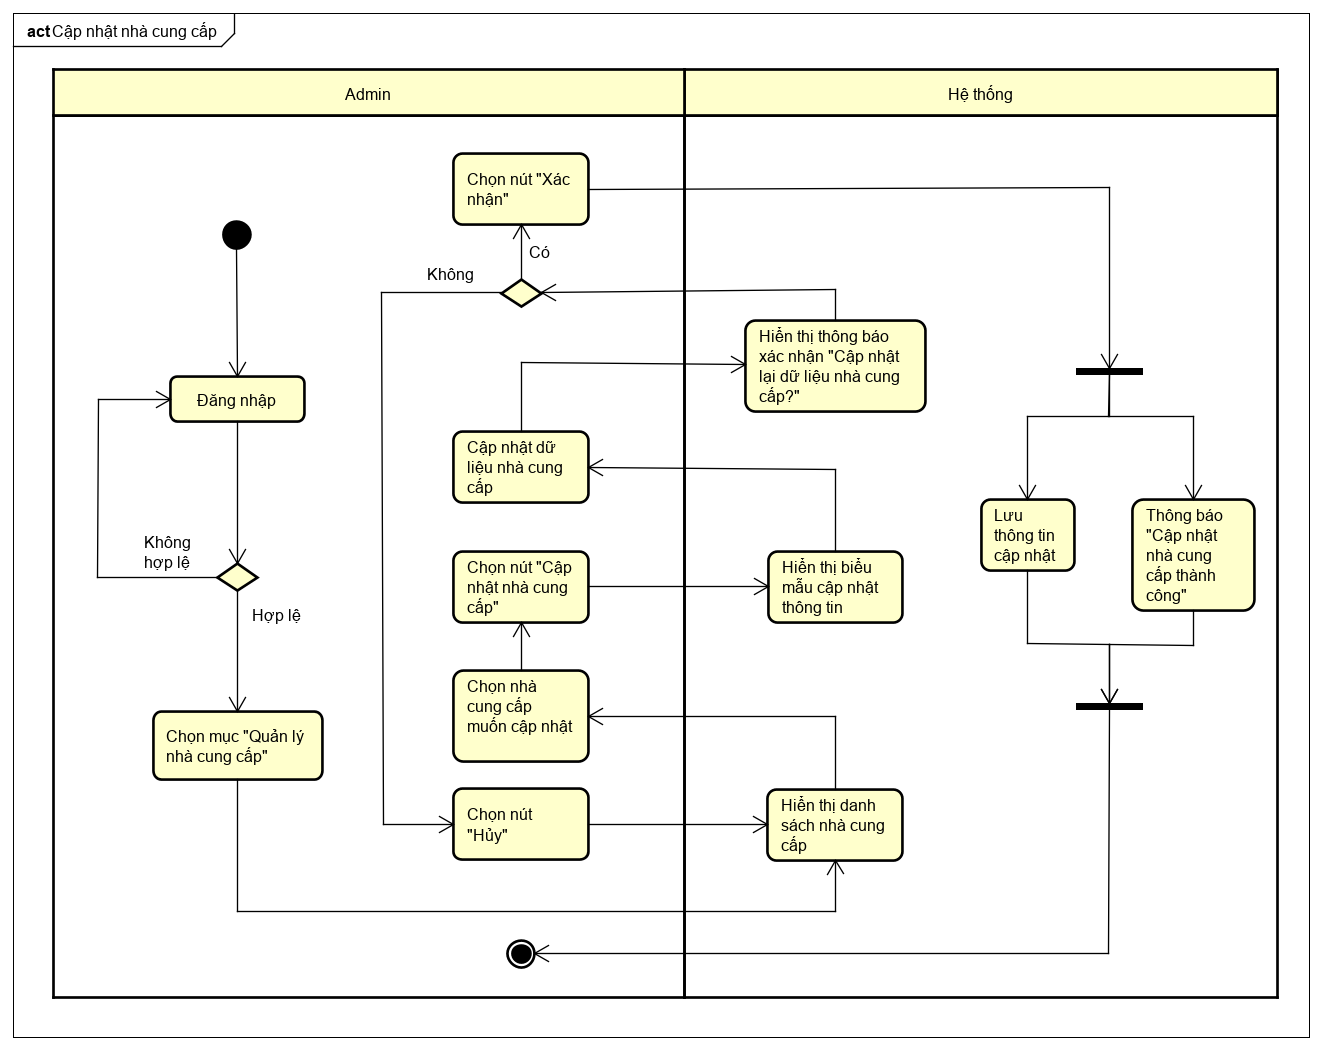 act Cập nhật nhà cung cấp
Admin
Hệ thống
Chọn nút "Xác
nhận"
Có
Không
Hiển thị thông báo
xác nhận "Cập nhật
lại dữ liệu nhà cung
cấp?"
Đăng nhập
Cập nhật dữ
liệu nhà cung
cấp
Lưu
thông tin
cập nhật
Thông báo
"Cập nhật
nhà cung
cấp thành
công"
Không
hợp lệ
Chọn nút "Cập
nhật nhà cung
cấp"
Hiển thị biểu
mẫu cập nhật
thông tin
Hợp lệ
Chọn nhà
cung cấp
muốn cập nhật
Chọn mục "Quản lý
nhà cung cấp"
Chọn nút
"Hủy"
Hiển thị danh
sách nhà cung
cấp